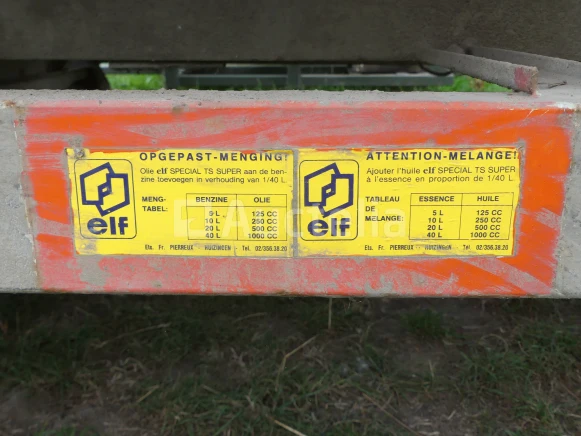 OPGEPAST-MENGING!
Olie elf SPECIAL TS SUPER aan de ben-
zine toevoegen in verhouding van 1/40 L.
MENG-
TABEL:
BENZINE OLIE
5 L 125 CC
10 L 250 CC
20 L 500 CC
40 L 1000 CC
elf
Ets. Fr. PIERREUX - HUIZINGEN - Tel. 02/356.38.20
ATTENTION-MELANGE!
Ajouter l'huile elf SPECIAL TS SUPER
à l'essence en proportion de 1/40 L.
TABLEAU
DE
MELANGE:
ESSENCE HUILE
5 L 125 CC
10 L 250 CC
20 L 500 CC
40 L 1000 CC
elf
Ets. Fr. PIERREUX - HUIZINGEN - Tel. 02/356.38.20